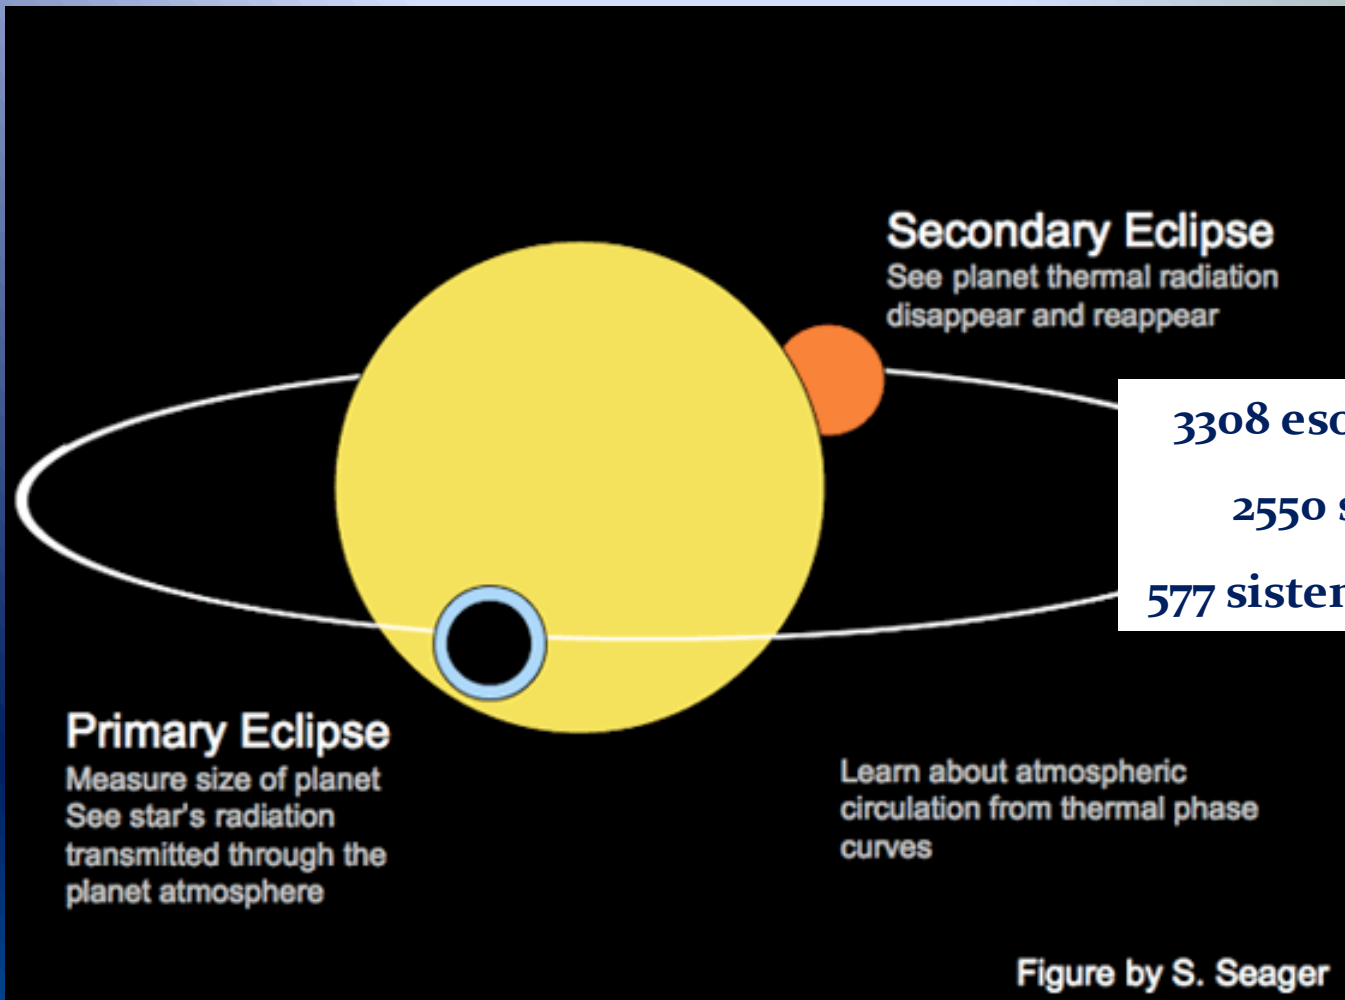 Secondary Eclipse
See planet thermal radiation
disappear and reappear
3308
2550
577
Primary Eclipse
Measure size of planet
See star's radiation
transmitted through the
planet atmosphere
Learn about atmospheric
circulation from thermal phase
curves
Figure by S. Seager